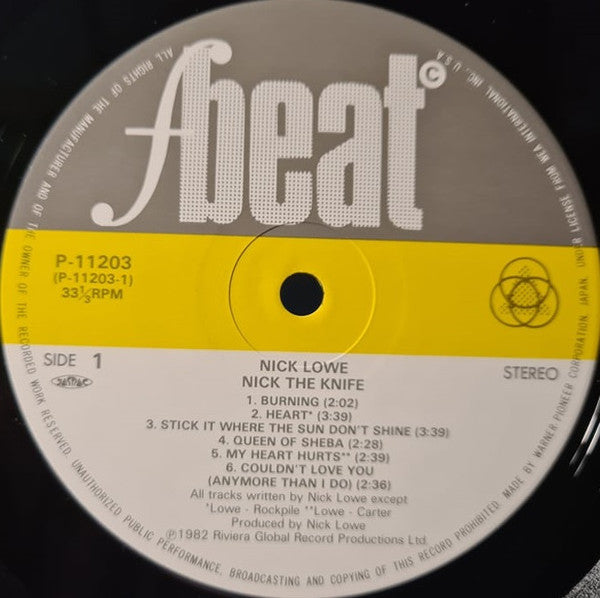 fbeat©
P-11203
(P-11203-1)
33⅓RPM
SIDE 1
STEREO
NICK LOWE
NICK THE KNIFE
1. BURNING (2:02)
2. HEART* (3:39)
3. STICK IT WHERE THE SUN DON'T SHINE (3:39)
4. QUEEN OF SHEBA (2:28)
5. MY HEART HURTS** (2:39)
6. COULDN'T LOVE YOU
(ANYMORE THAN I DO) (2:36)
All tracks written by Nick Lowe except
*Lowe - Rockpile **Lowe - Carter
Produced by Nick Lowe
℗1982 Riviera Global Record Productions Ltd.
ALL RIGHTS OF THE MANUFACTURER AND OF THE OWNER OF THE RECORDED WORK RESERVED. UNAUTHORIZED PUBLIC PERFORMANCE, BROADCASTING AND COPYING OF THIS RECORD PROHIBITED. MADE BY WARNER PIONEER CORPORATION, JAPAN. UNDER LICENSE FROM WEA INTERNATIONAL INC., U.S.A.